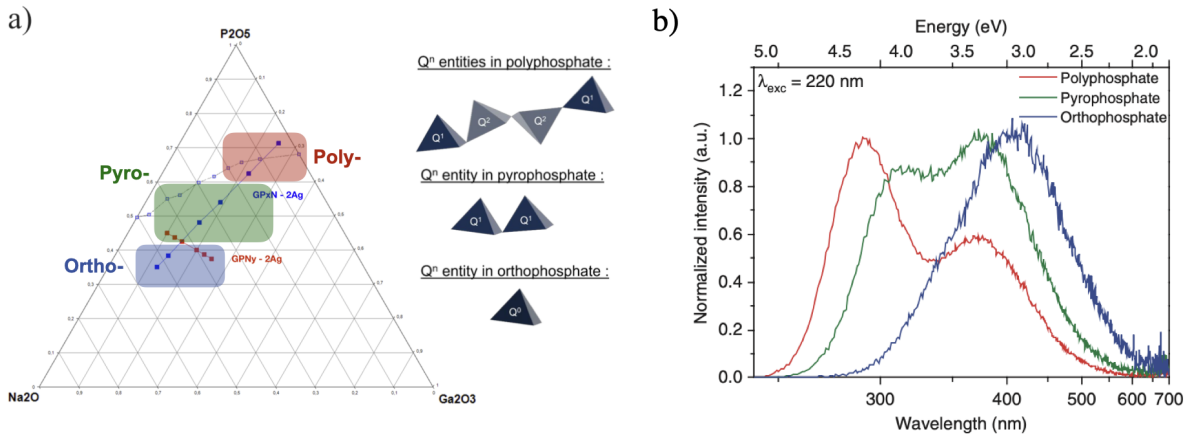 a)
P2O5
Pyro-
Poly-
GPxN - 2Ag
Ortho-
GPNy - 2Ag
Na2O
Ga2O3
Qⁿ entities in polyphosphate :
Q¹
Q²
Q²
Q¹
Qⁿ entity in pyrophosphate :
Q¹ Q¹
Qⁿ entity in orthophosphate :
Q⁰
b)
Energy (eV)
5.0 4.5 4.0 3.5 3.0 2.5 2.0
λexc = 220 nm
Polyphosphate
Pyrophosphate
Orthophosphate
Normalized intensity (a.u.)
1.2
1.0
0.8
0.6
0.4
0.2
0.0
300 400 500 600 700
Wavelength (nm)